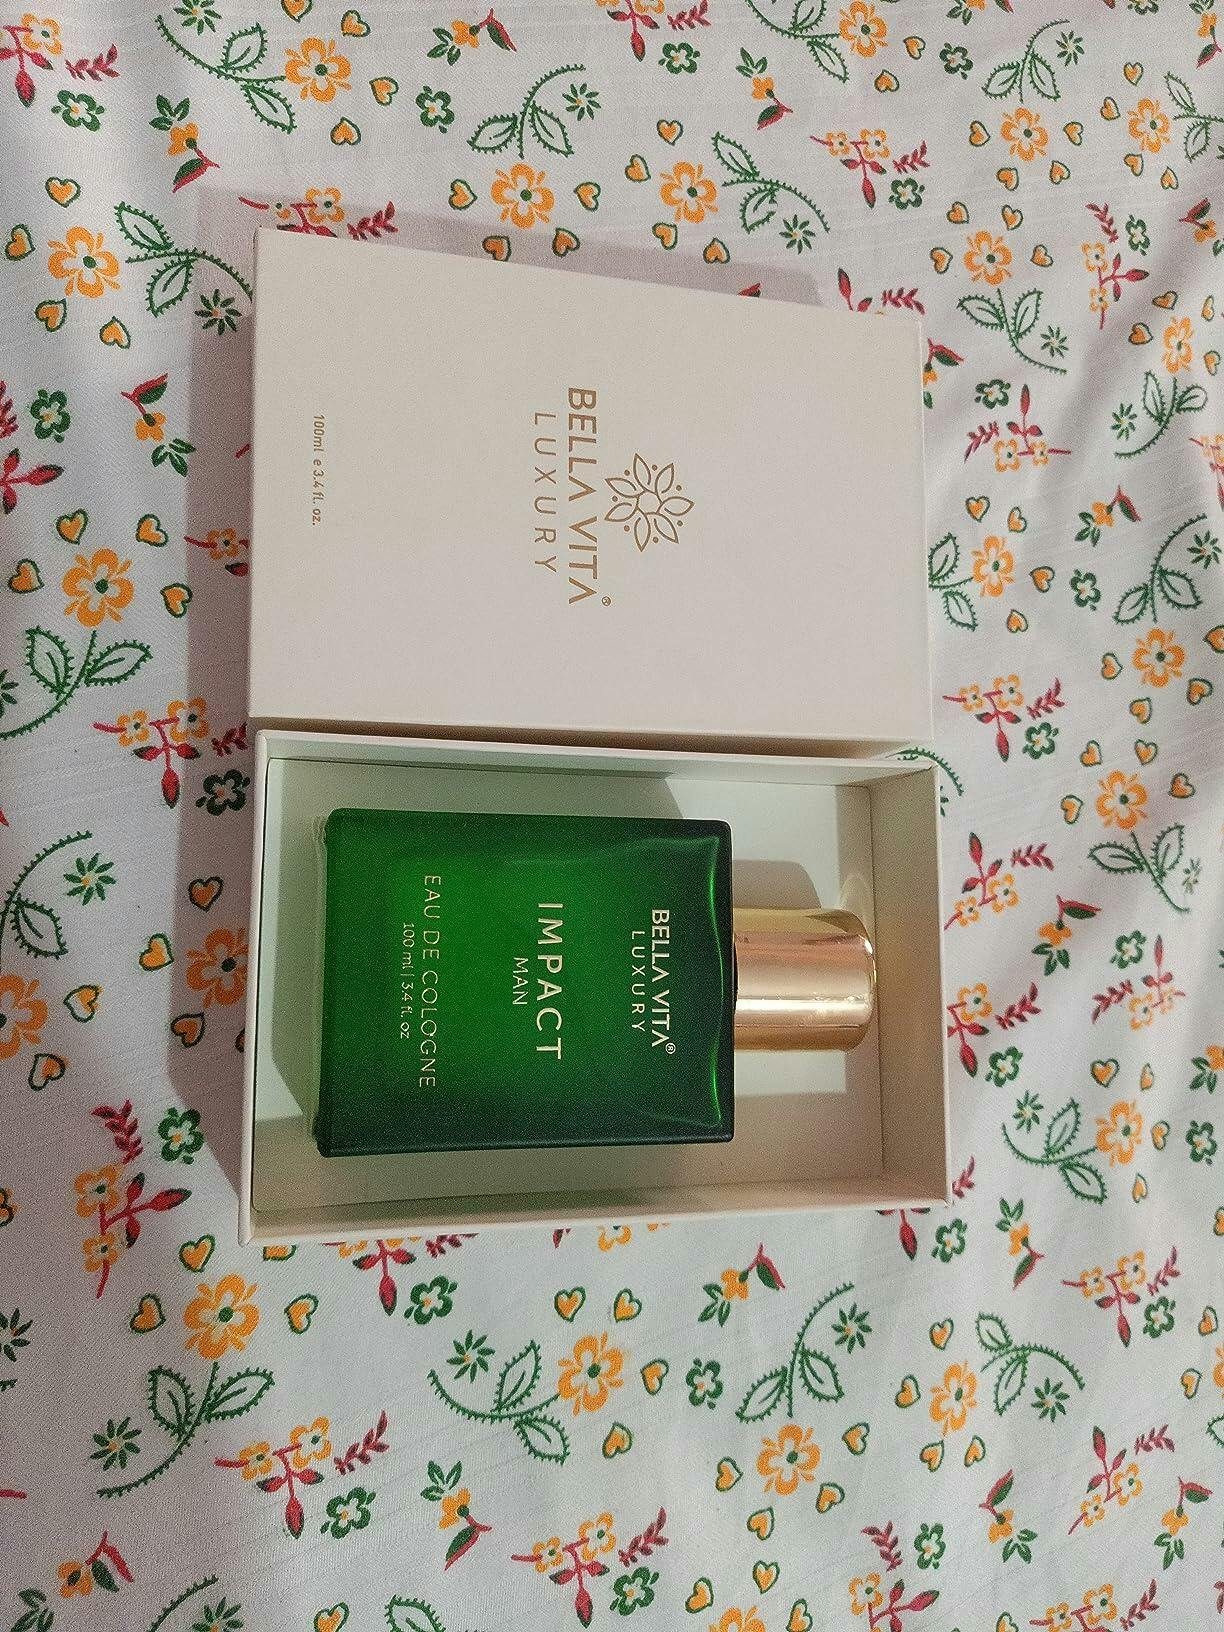 BELLA VITA®
LUXURY
100ml e 3.4 fl. oz.
BELLA VITA®
LUXURY
IMPACT
MAN
EAU DE COLOGNE
100 ml | 3.4 fl. oz